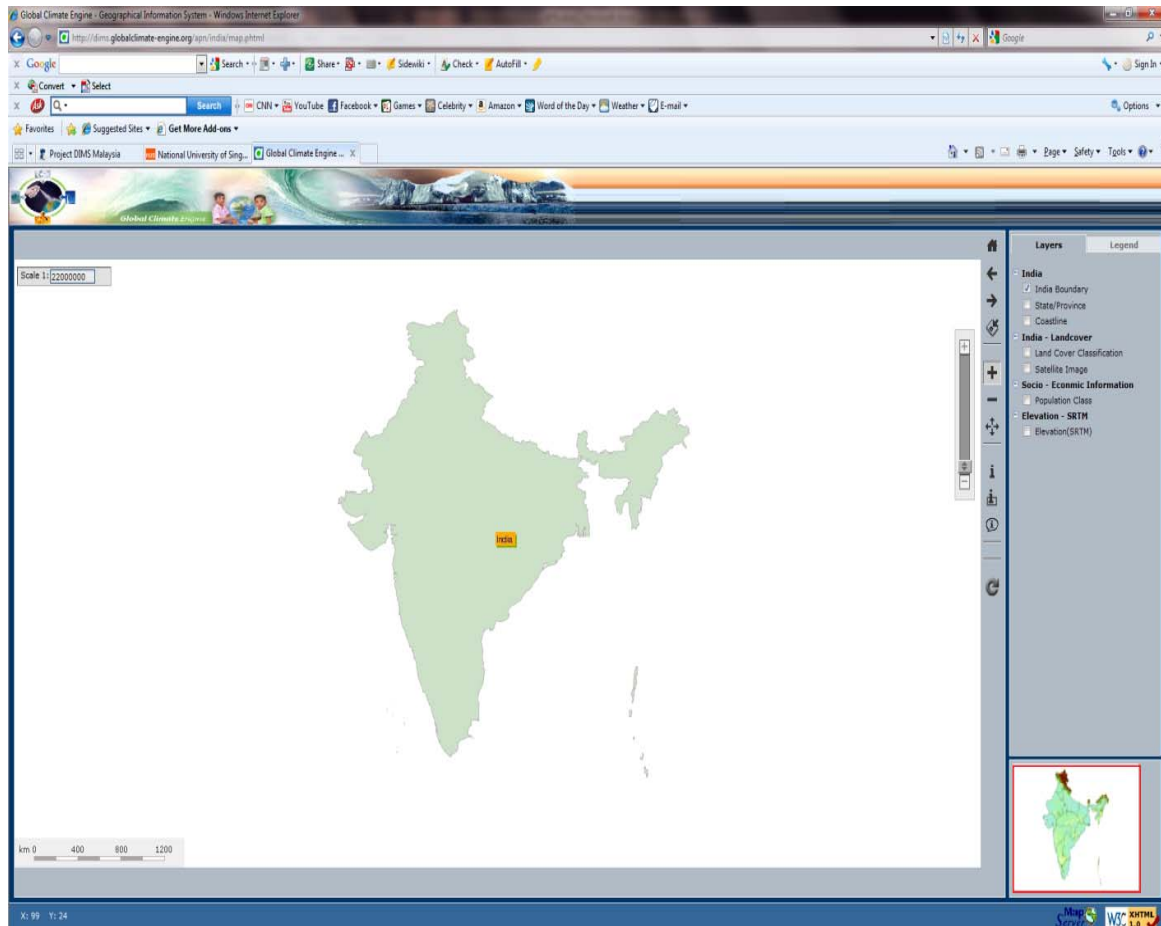 Global Climate Engine - Geographical Information System - Windows Internet Explorer
http://dims.globalclimate-engine.org/apn/india/map.phtml
Google
x Google Search Share Sidewiki Check AutoFill Sign In
x Convert Select
x Search CNN YouTube Facebook Games Celebrity Amazon Word of the Day Weather E-mail Options
Favorites Suggested Sites Get More Add-ons
Project DIMS Malaysia National University of Sing... Global Climate Engine ... X Page Safety Tools
Global Climate Engine
Layers Legend
Scale 1: 22000000
India
India Boundary
State/Province
Coastline
India - Landcover
Land Cover Classification
Satellite Image
Socio - Econmic Information
Population Class
Elevation - SRTM
Elevation(SRTM)
India
km 0 400 800 1200
X: 99 Y: 24
Map
Server
W3C XHTML
1.0